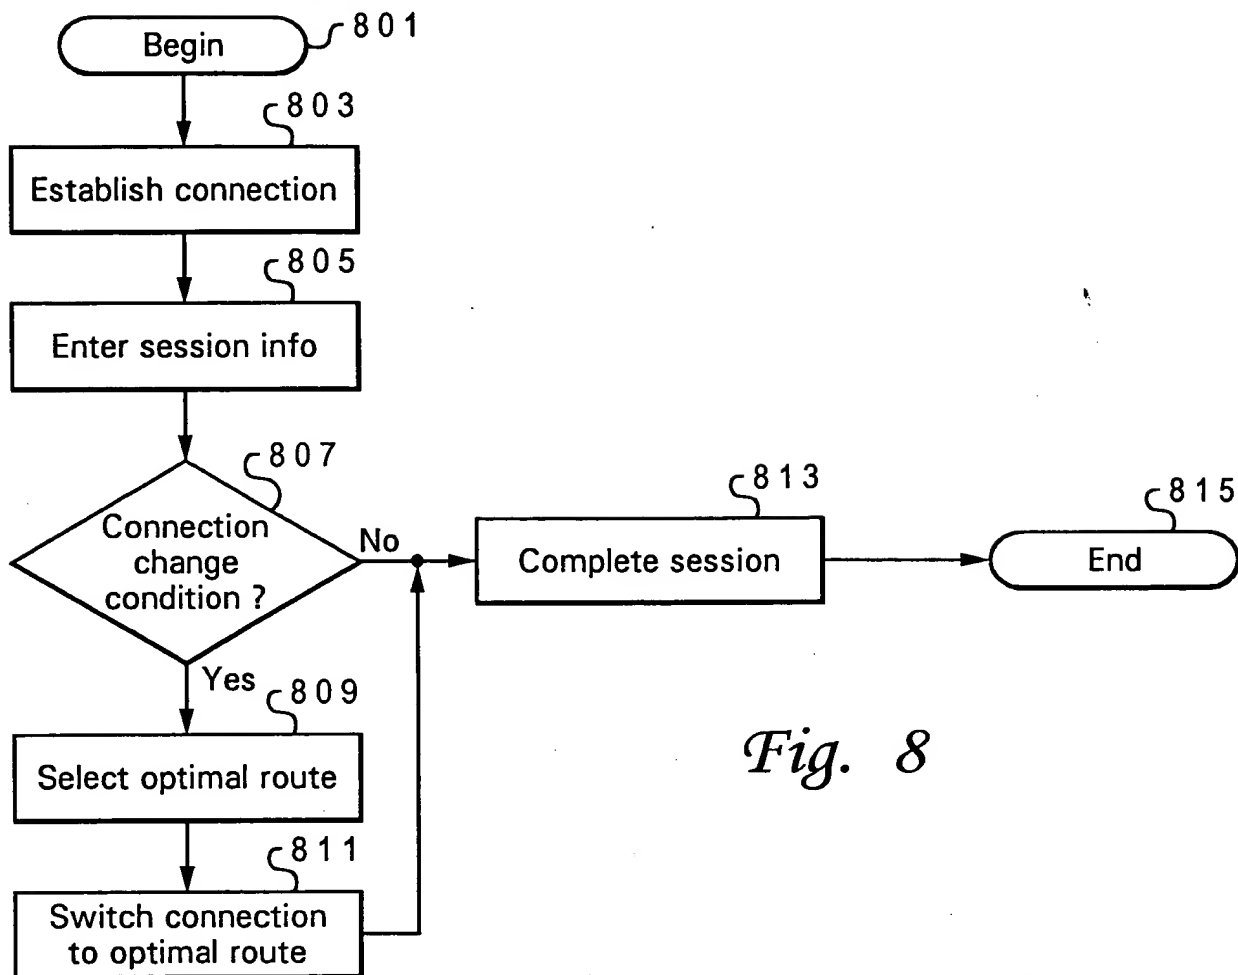 Begin
801
803
Establish connection
805
Enter session info
807
Connection
change
condition ?
No
Yes
813
Complete session
815
End
809
Select optimal route
811
Switch connection
to optimal route
Fig. 8